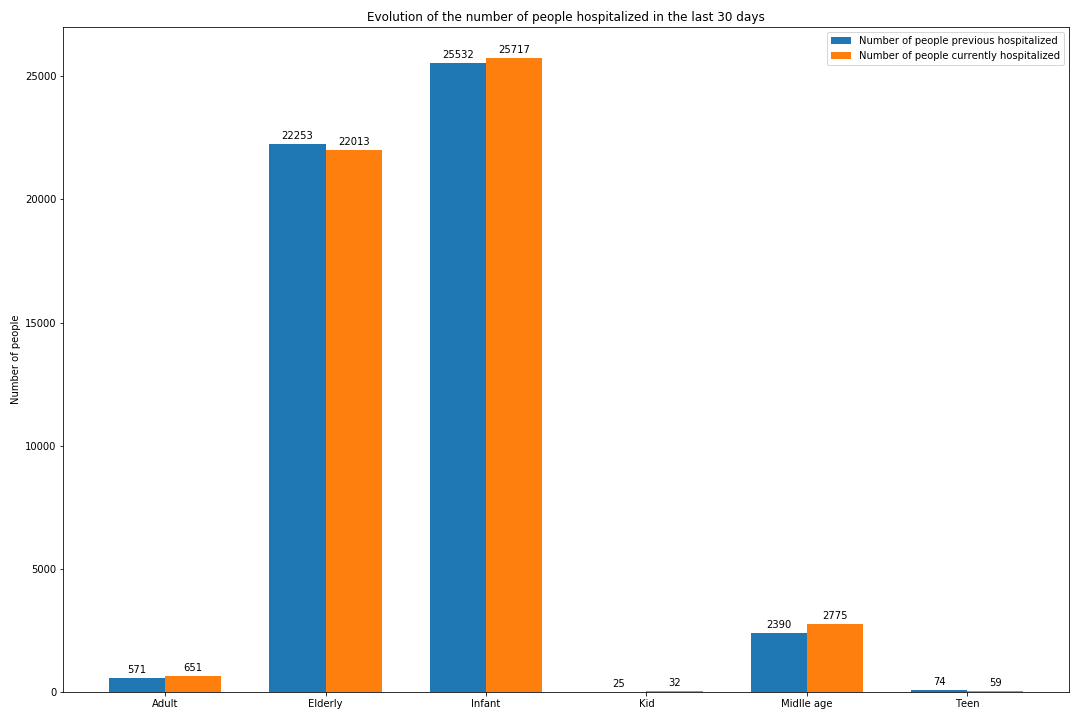 Evolution of the number of people hospitalized in the last 30 days
Number of people previous hospitalized
Number of people currently hospitalized
Number of people
25000
20000
15000
10000
5000
0
571
651
22253
22013
25532
25717
25
32
2390
2775
74
59
Adult
Elderly
Infant
Kid
Midlle age
Teen